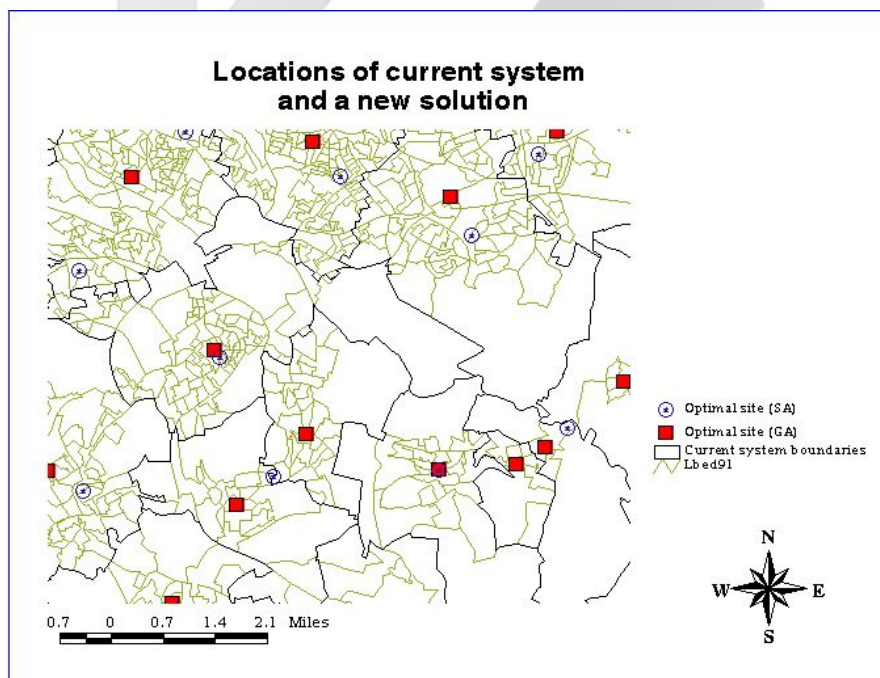 Locations of current system
and a new solution
Optimal site (SA)
Optimal site (GA)
Current system boundaries
Lbed91
N
W E
S
0.7 0 0.7 1.4 2.1 Miles